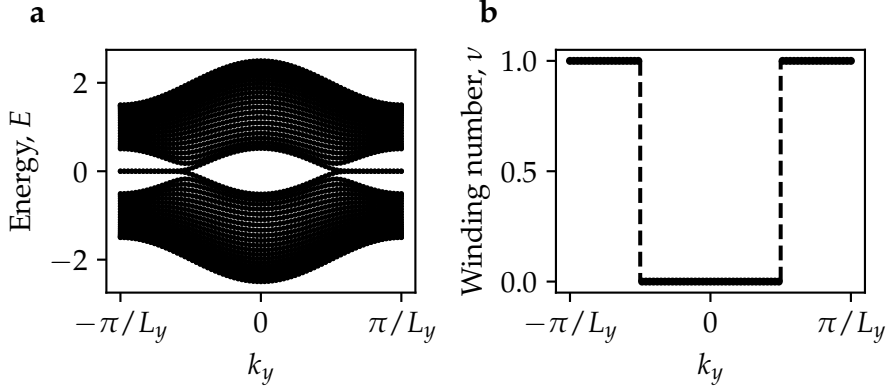 a
b
Energy, E
2
0
−2
−π/L_y
0
π/L_y
k_y
Winding number, ν
1.0
0.5
0.0
−π/L_y
0
π/L_y
k_y